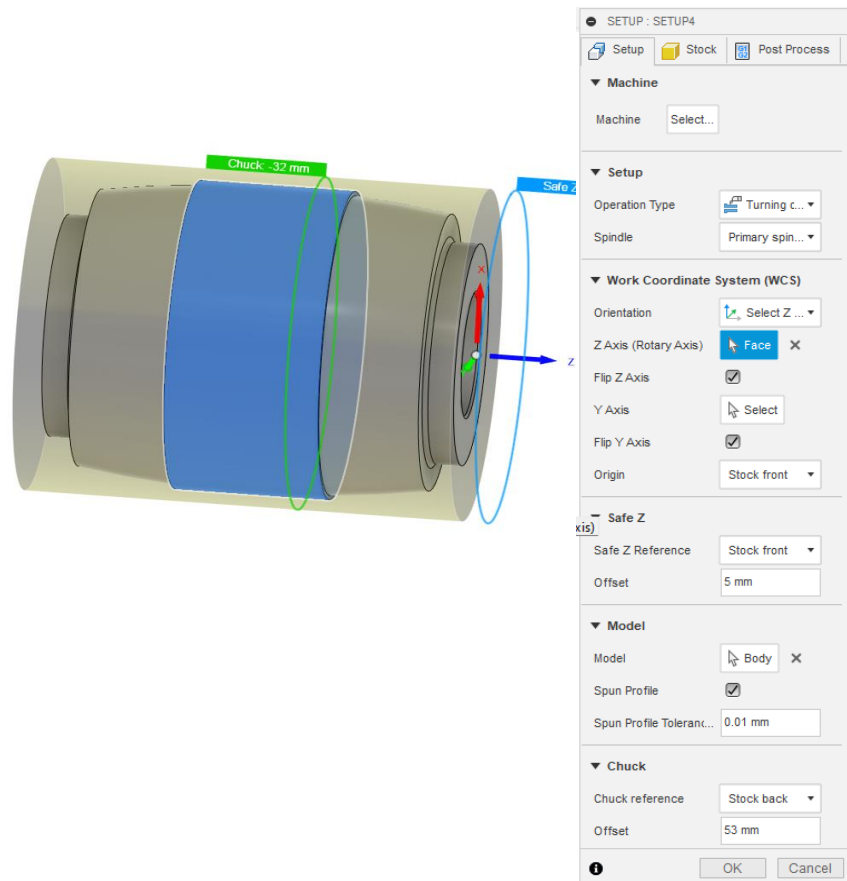 SETUP : SETUP4
Setup
Stock
G1
G2
Post Process
Machine
Machine
Select...
Setup
Operation Type
Turning c...
Spindle
Primary spin...
Work Coordinate System (WCS)
Orientation
Select Z ...
Z Axis (Rotary Axis)
Face
Flip Z Axis
Y Axis
Select
Flip Y Axis
Origin
Stock front
Safe Z
xis)
Safe Z Reference
Stock front
Offset
5 mm
Model
Model
Body
Spun Profile
Spun Profile Toleranc...
0.01 mm
Chuck
Chuck reference
Stock back
Offset
53 mm
OK
Cancel
Chuck: -32 mm
Safe Z
X
Z